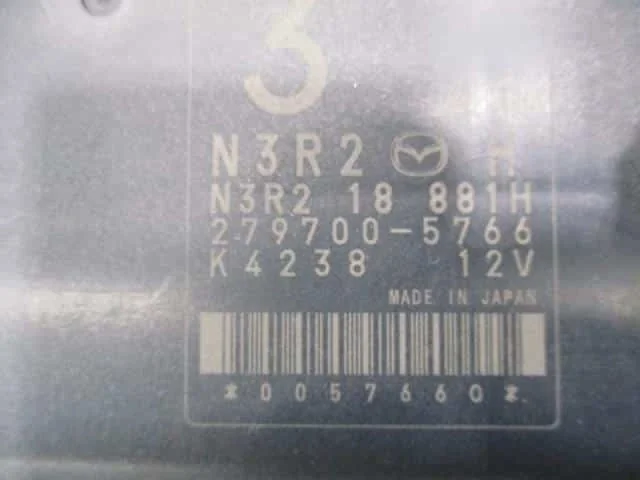 3
N3R2 H
N3R2 18 881H
279700-5766
K4238 12V
MADE IN JAPAN
*0057660*